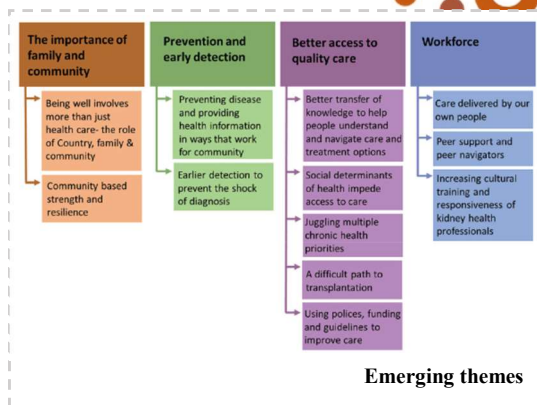 The importance of
family and
community
Being well involves
more than just
health care- the role
of Country, family &
community
Community based
strength and
resilience
Prevention and
early detection
Preventing disease
and providing
health information
in ways that work
for community
Earlier detection to
prevent the shock
of diagnosis
Better access to
quality care
Better transfer of
knowledge to help
people understand
and navigate care and
treatment options
Social determinants
of health impede
access to care
Juggling multiple
chronic health
priorities
A difficult path to
transplantation
Using polices, funding
and guidelines to
improve care
Workforce
Care delivered by our
own people
Peer support and
peer navigators
Increasing cultural
training and
responsiveness of
kidney health
professionals
Emerging themes